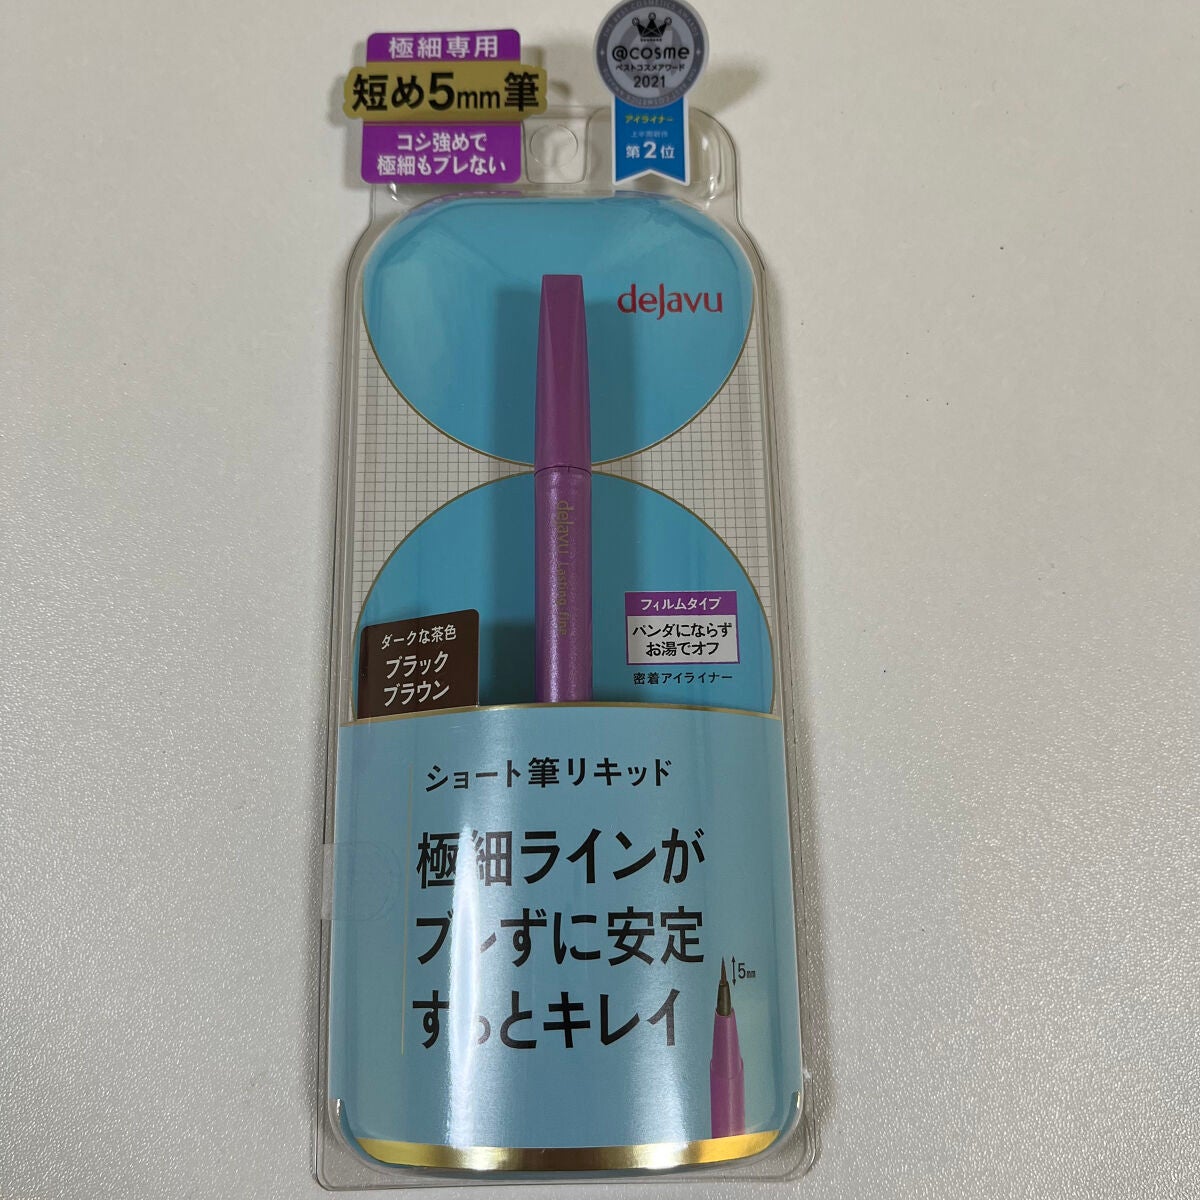 極細専用
短め5mm筆
コシ強めで
極細もブレない
@cosme
ベストコスメアワード
2021
アイライナー
上半期新作
第2位
dejavu
dejavu Lasting fine
フィルムタイプ
パンダにならず
お湯でオフ
密着アイライナー
ダークな茶色
ブラック
ブラウン
ショート筆リキッド
極細ラインが
ブレずに安定
ずっとキレイ
5mm